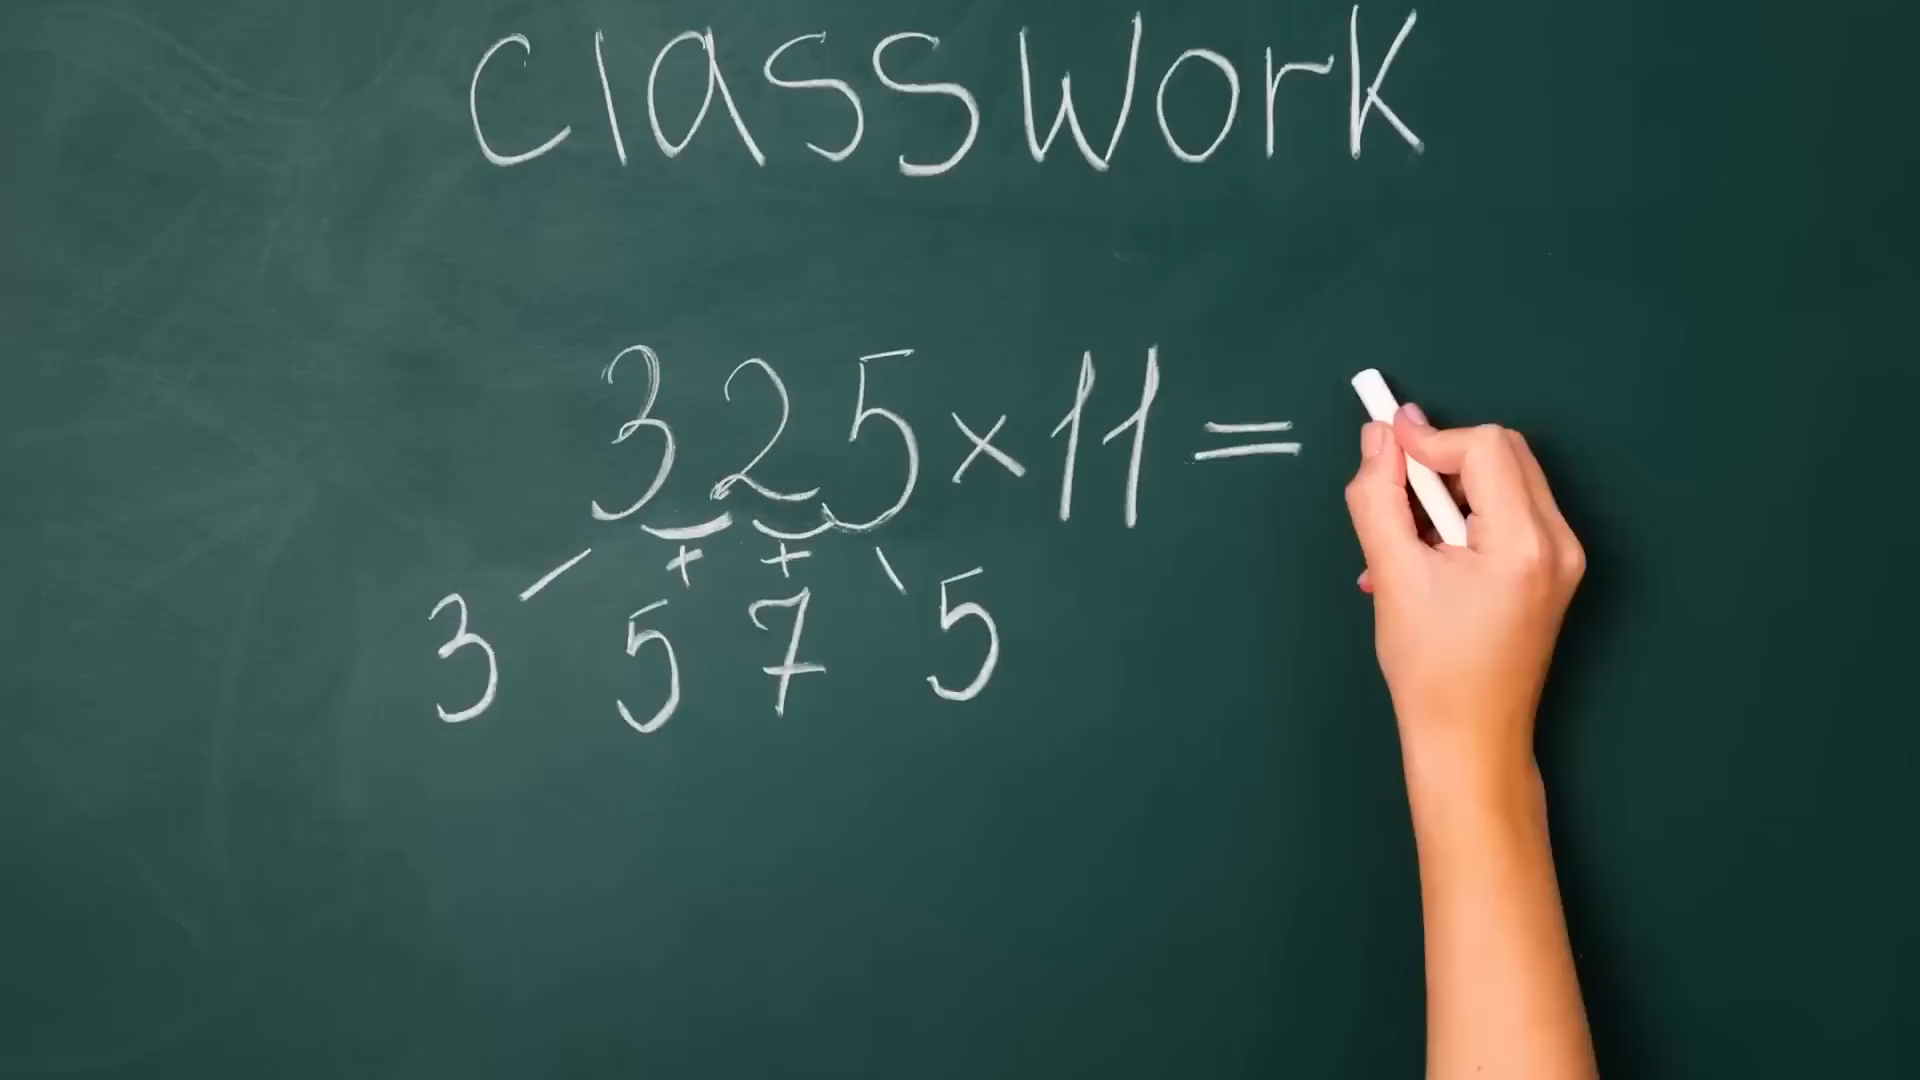 classwork
325×11=
+ +
3 5 7 5